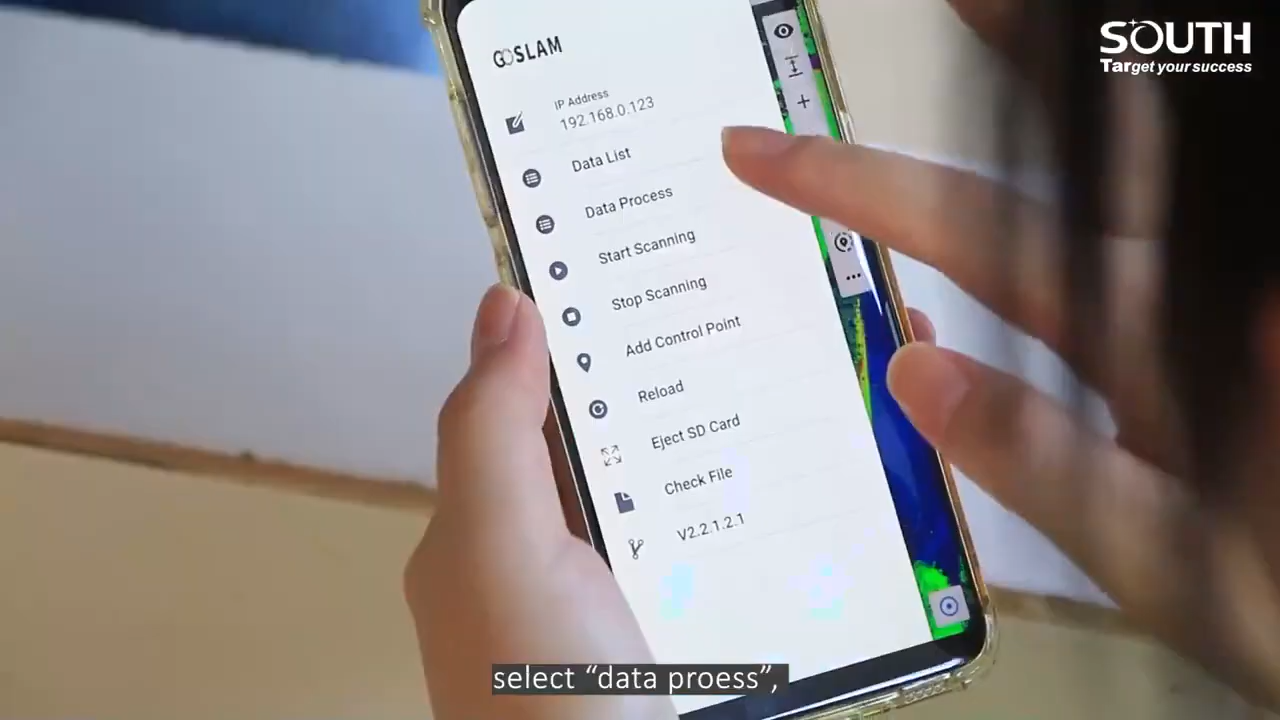 SOUTH
Target your success
GOSLAM
IP Address
192.168.0.123
Data List
Data Process
Start Scanning
Stop Scanning
Add Control Point
Reload
Eject SD Card
Check File
V2.2.1.2.1
select “data proess”,